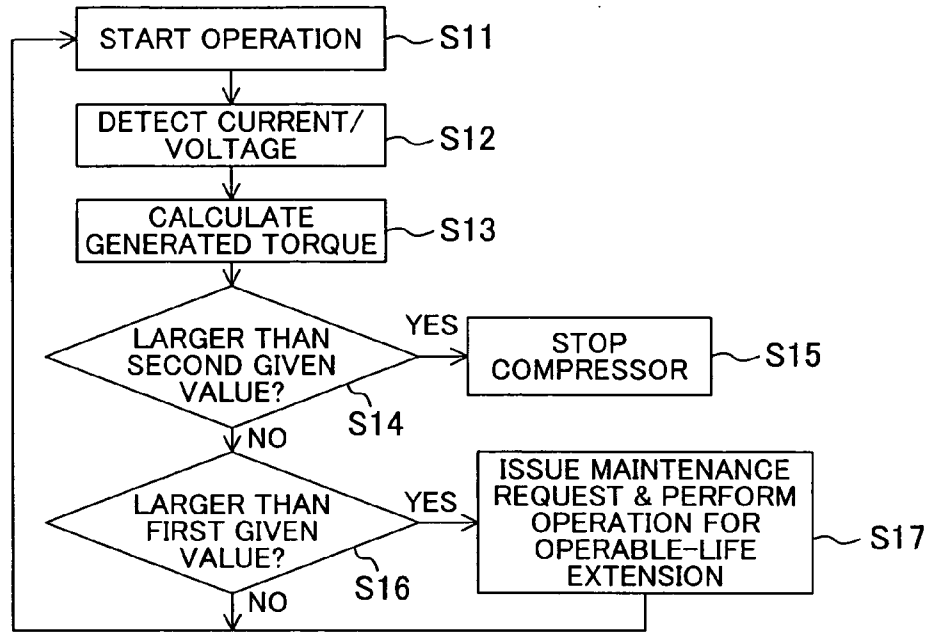 START OPERATION
S11
DETECT CURRENT/
VOLTAGE
S12
CALCULATE
GENERATED TORQUE
S13
LARGER THAN
SECOND GIVEN
VALUE?
S14
YES
STOP
COMPRESSOR
S15
NO
LARGER THAN
FIRST GIVEN
VALUE?
S16
YES
ISSUE MAINTENANCE
REQUEST & PERFORM
OPERATION FOR
OPERABLE-LIFE
EXTENSION
S17
NO